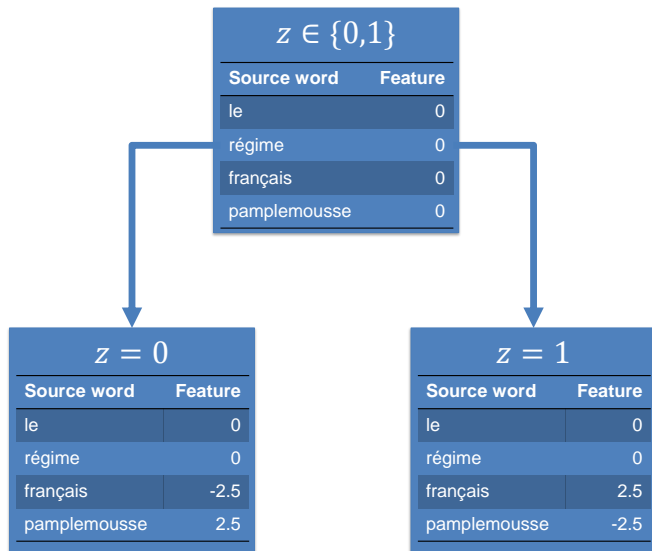 z ∈ {0,1}
Source word Feature
le 0
régime 0
français 0
pamplemousse 0
z = 0
Source word Feature
le 0
régime 0
français -2.5
pamplemousse 2.5
z = 1
Source word Feature
le 0
régime 0
français 2.5
pamplemousse -2.5